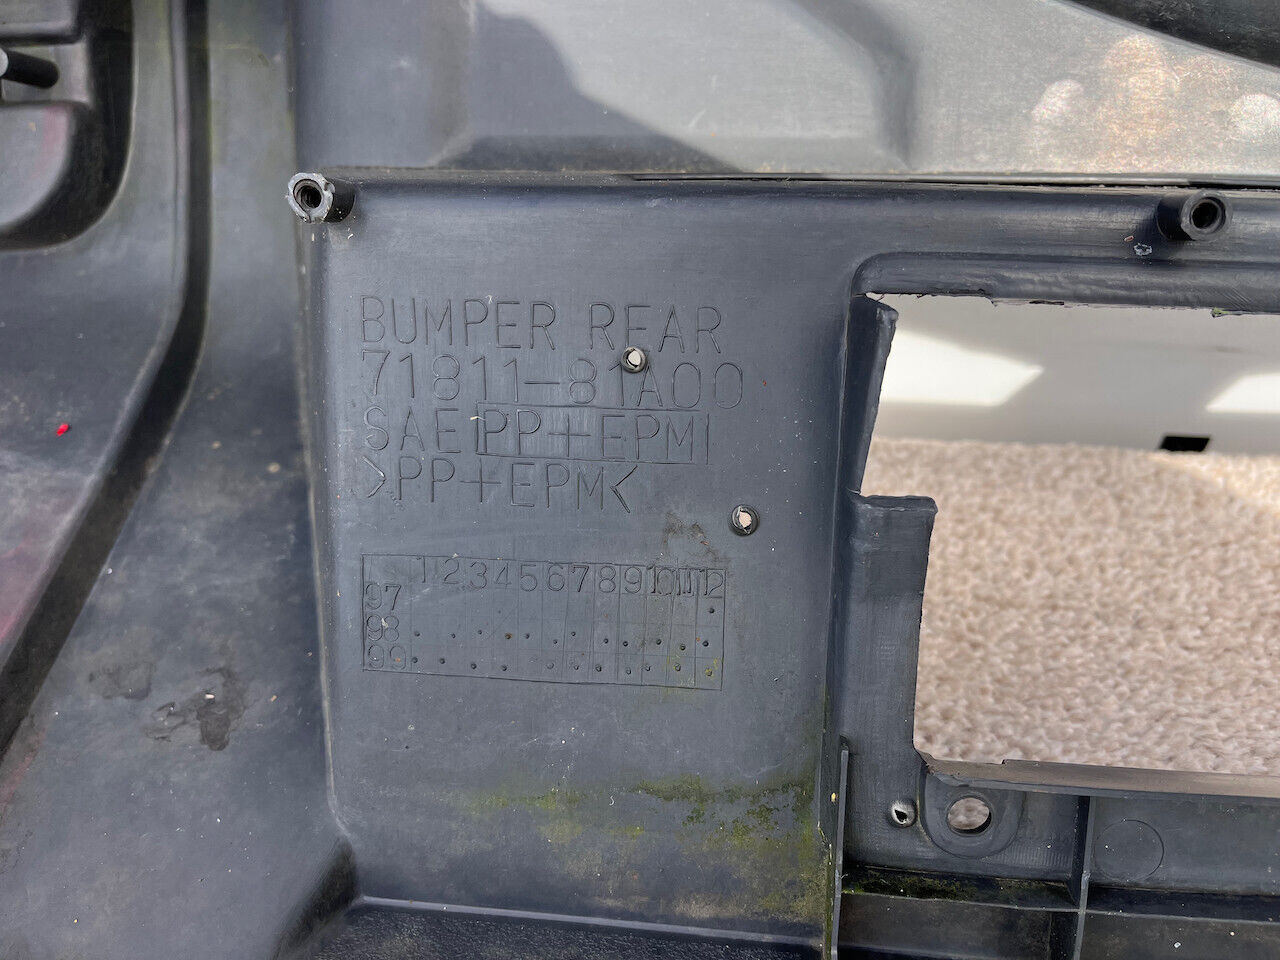 BUMPER REAR
71811-81A00
SAE PP+EPM
>PP+EPM<
1 2 3 4 5 6 7 8 9 10 11 12
97
98
99